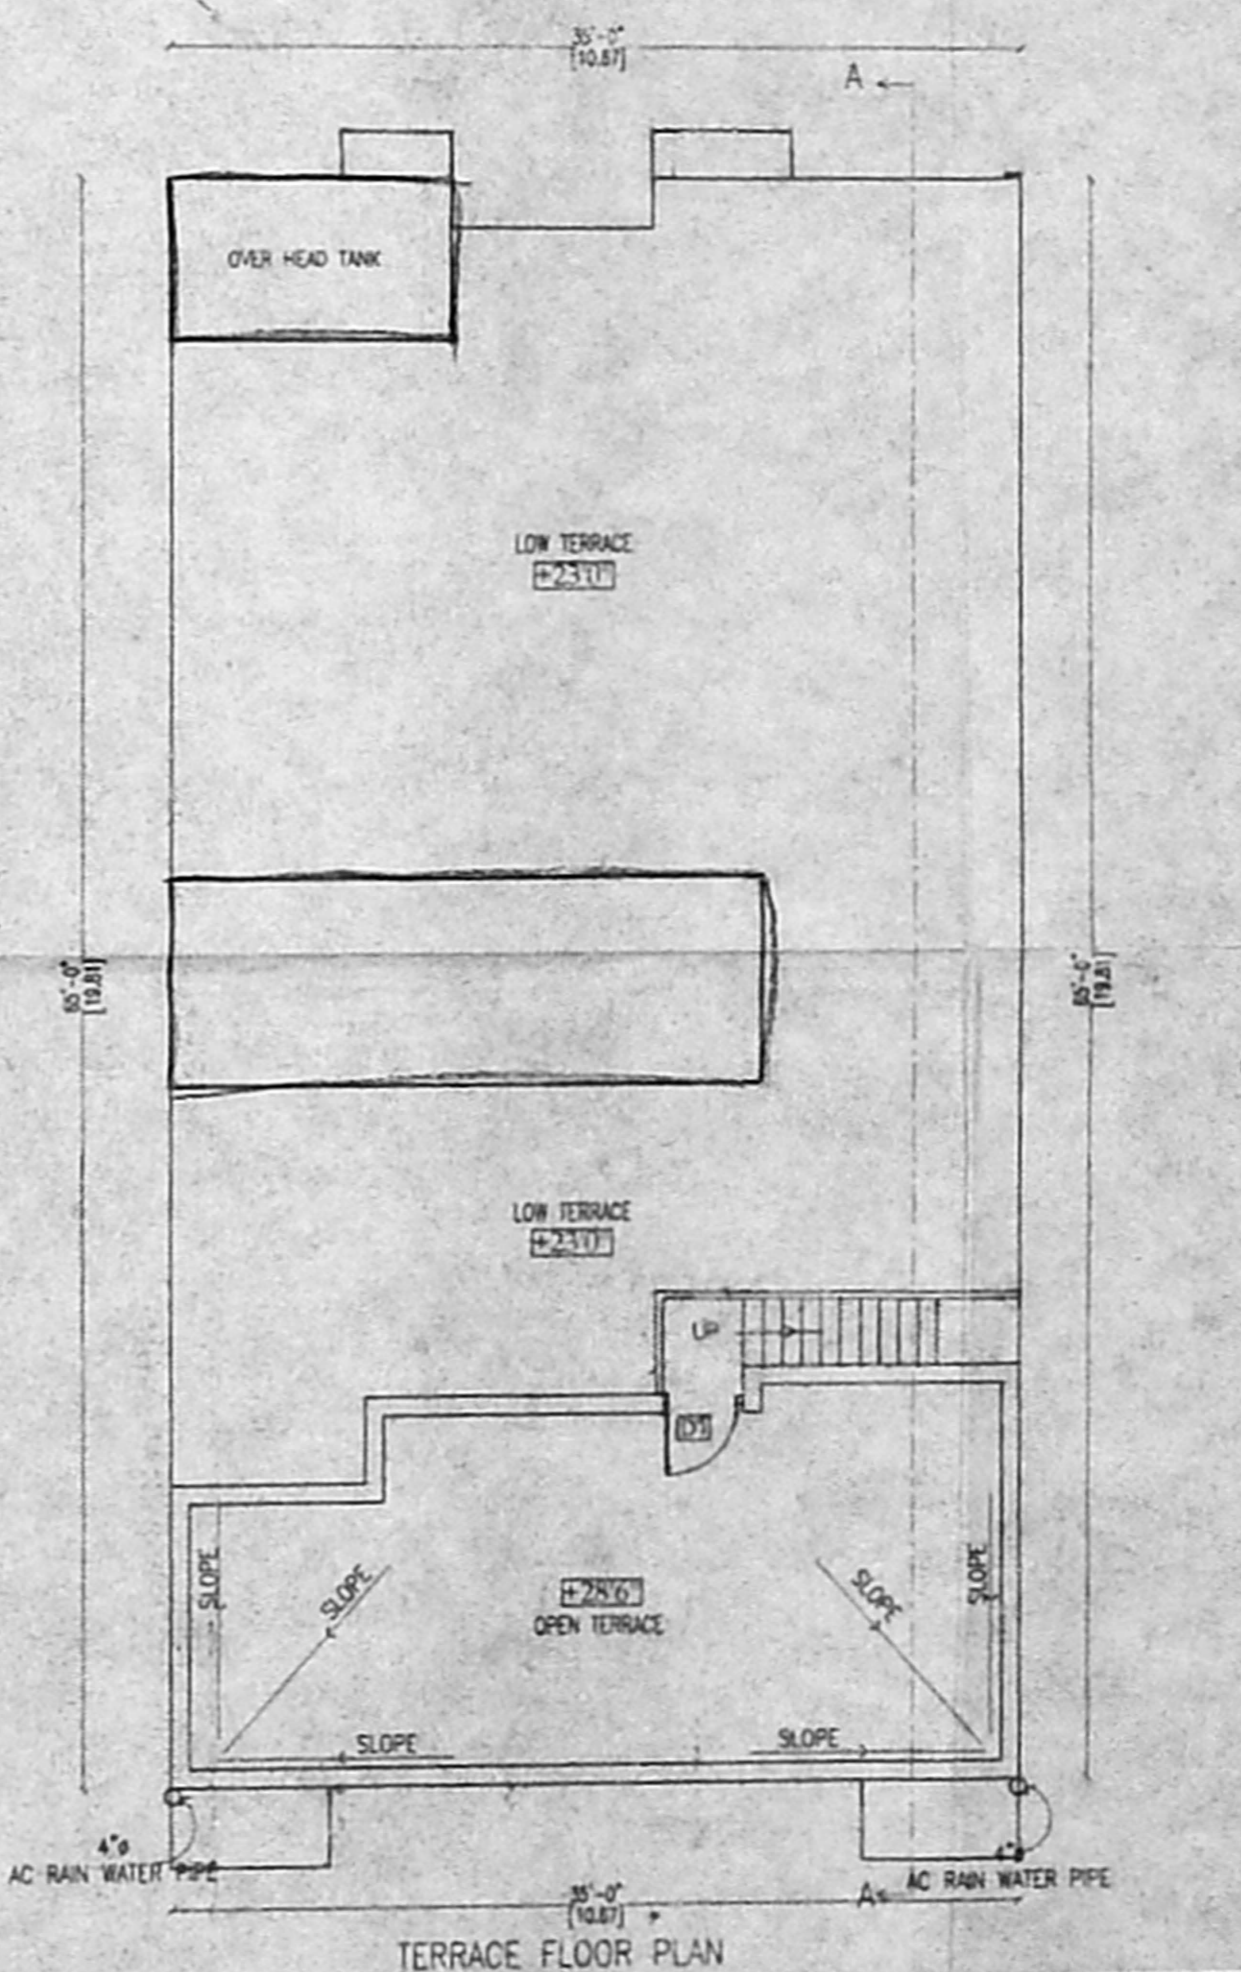 35'-0"
[10.67]
A
OVER HEAD TANK
LOW TERRACE
+23'0"
65'-0"
[19.81]
65'-0"
[19.81]
LOW TERRACE
+23'0"
UP
SLOPE
SLOPE
+28'6"
OPEN TERRACE
SLOPE
SLOPE
SLOPE
SLOPE
4"ø
AC RAIN WATER PIPE
AC RAIN WATER PIPE
35'-0"
[10.67]
A
TERRACE FLOOR PLAN